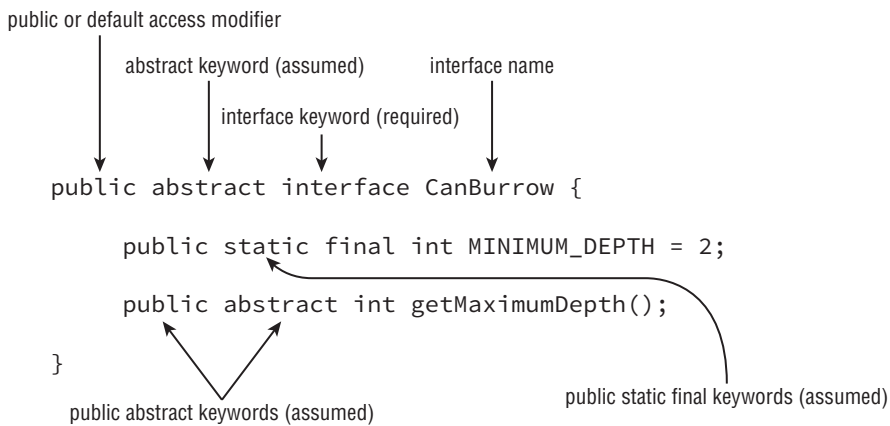 public or default access modifier
abstract keyword (assumed)
interface name
interface keyword (required)
public abstract interface CanBurrow {
public static final int MINIMUM_DEPTH = 2;
public abstract int getMaximumDepth();
}
public abstract keywords (assumed)
public static final keywords (assumed)